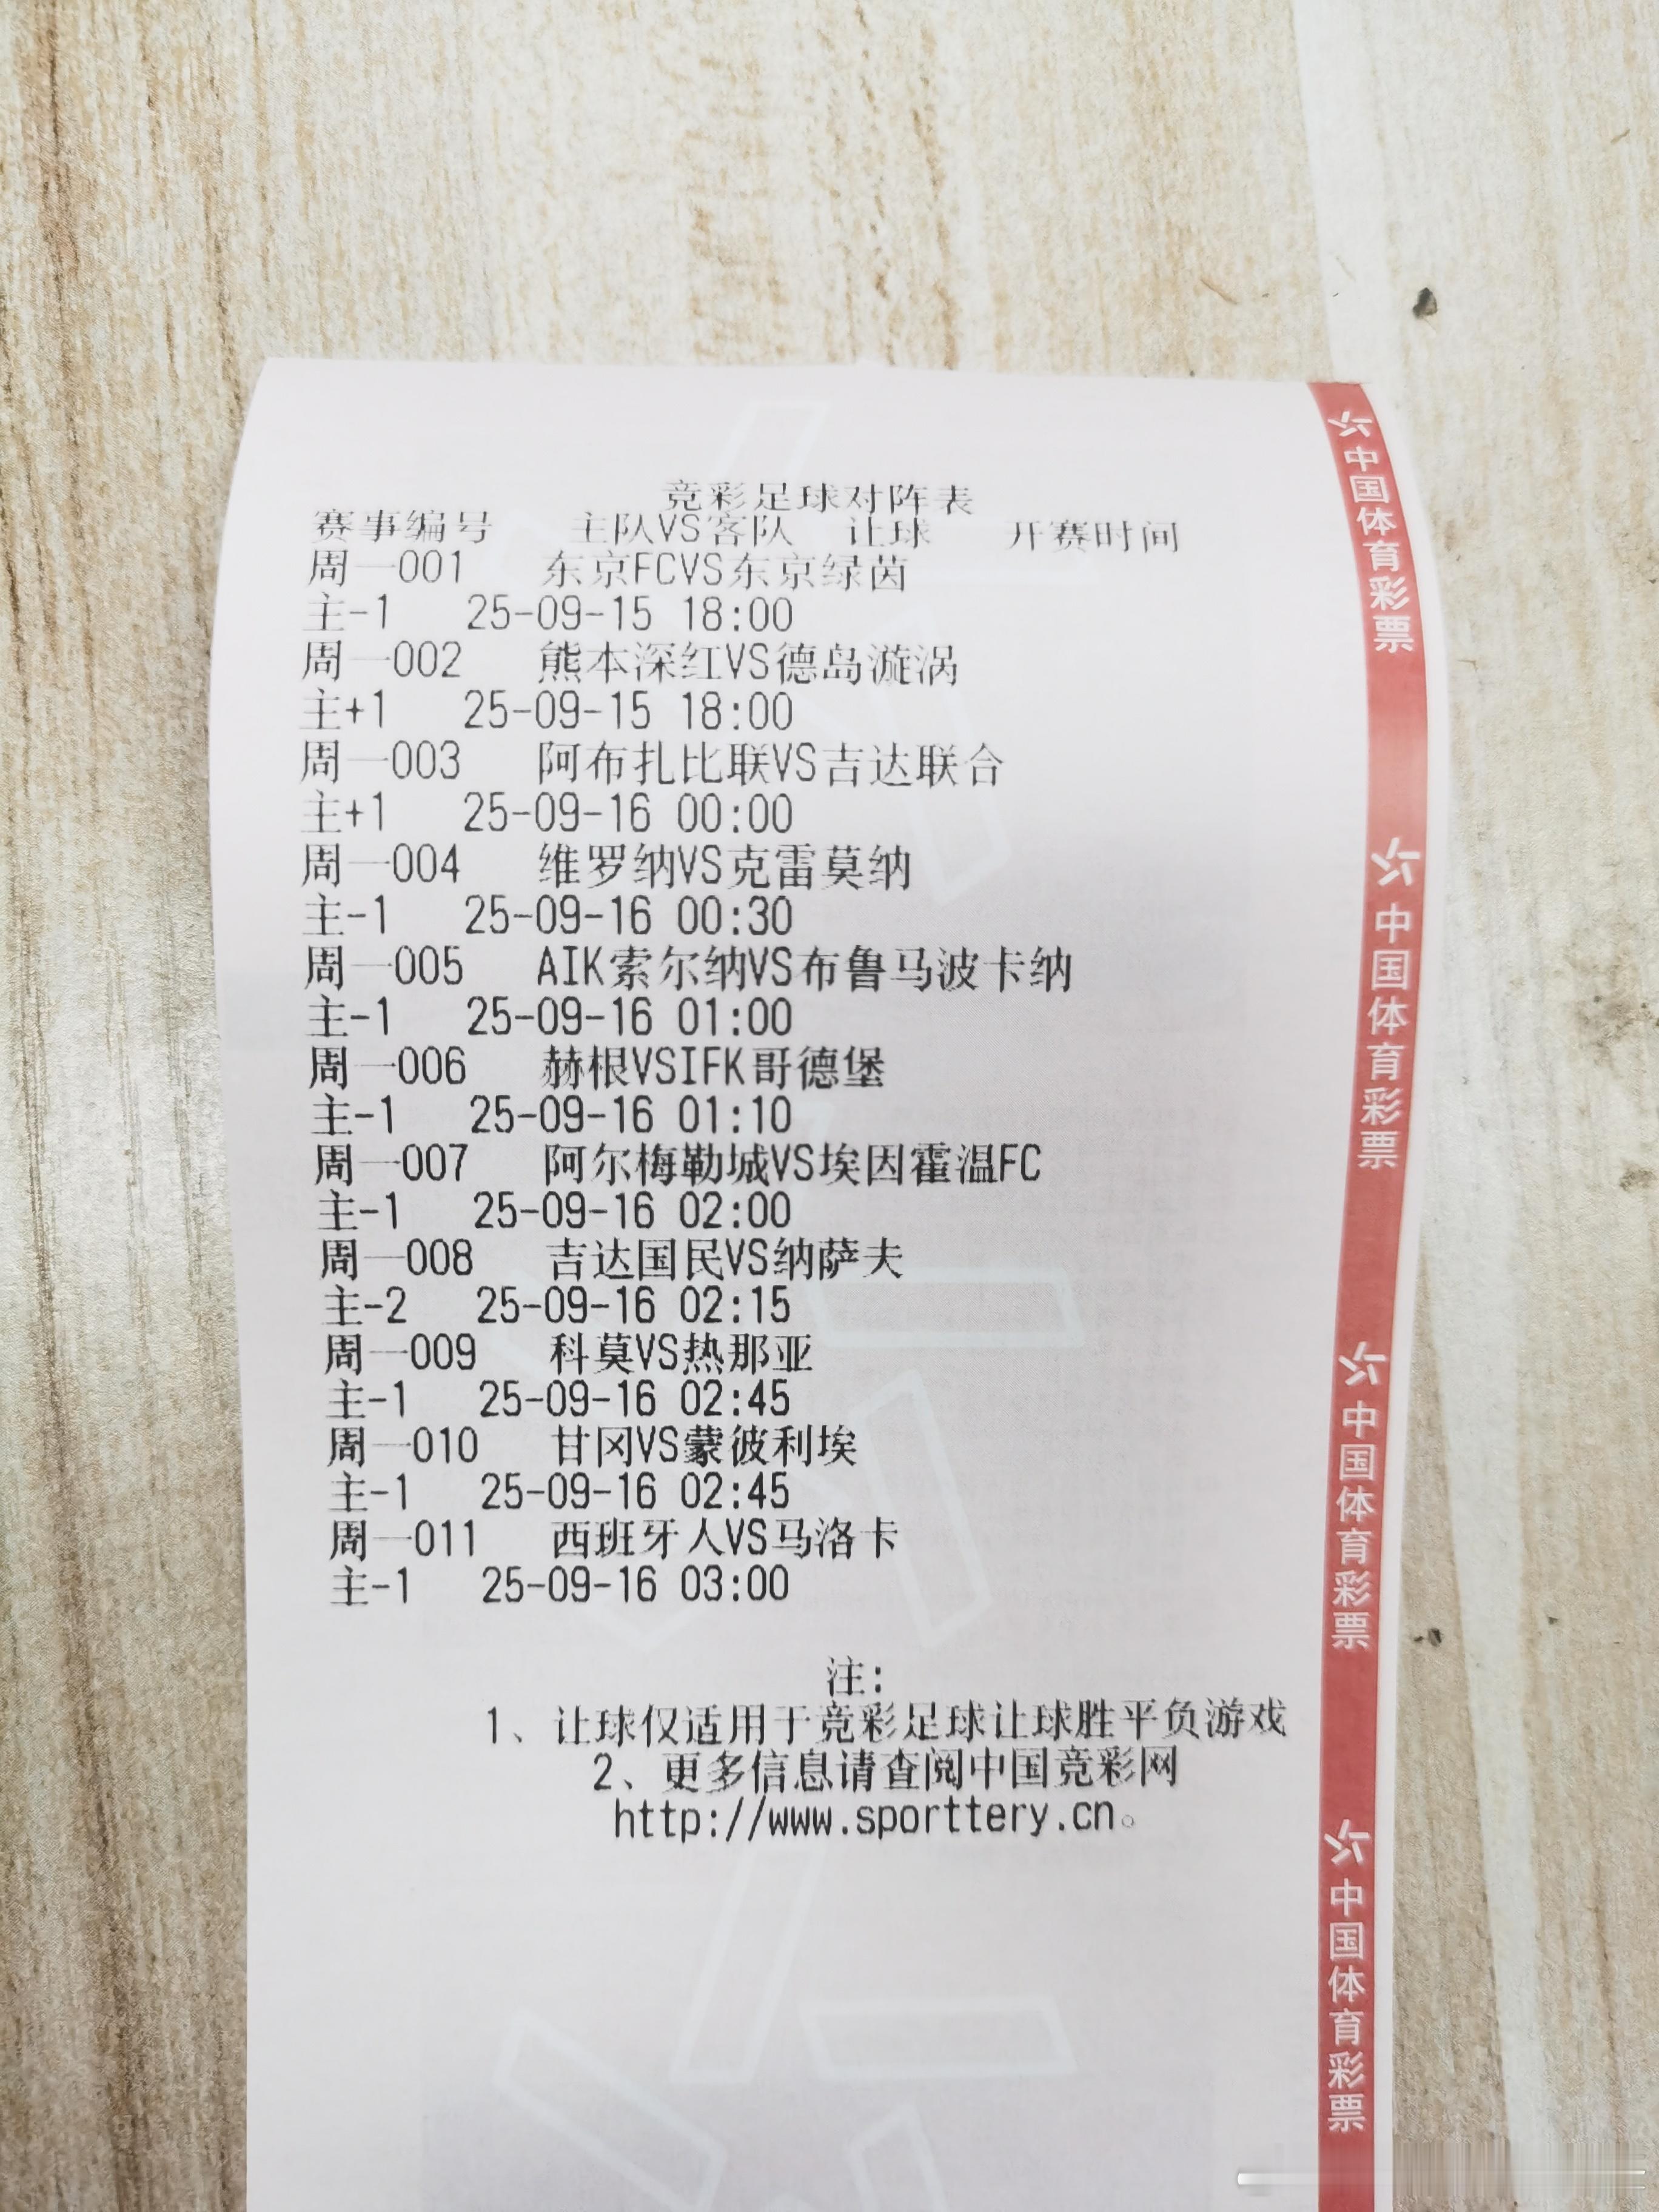 竞彩足球对阵表
赛事编号 主队VS客队 让球 开赛时间
周一001 东京FCVS东京绿茵
主-1 25-09-15 18:00
周一002 熊本深红VS德岛漩涡
主+1 25-09-15 18:00
周一003 阿布扎比联VS吉达联合
主+1 25-09-16 00:00
周一004 维罗纳VS克雷莫纳
主-1 25-09-16 00:30
周一005 AIK索尔纳VS布鲁马波卡纳
主-1 25-09-16 01:00
周一006 赫根VSIFK哥德堡
主-1 25-09-16 01:10
周一007 阿尔梅勒城VS埃因霍温FC
主-1 25-09-16 02:00
周一008 吉达国民VS纳萨夫
主-2 25-09-16 02:15
周一009 科莫VS热那亚
主-1 25-09-16 02:45
周一010 甘冈VS蒙彼利埃
主-1 25-09-16 02:45
周一011 西班牙人VS马洛卡
主-1 25-09-16 03:00
注:
1、让球仅适用于竞彩足球让球胜平负游戏
2、更多信息请查阅中国竞彩网
http://www.sporttery.cn。
中国体育彩票
中国体育彩票
中国体育彩票
中国体育彩票